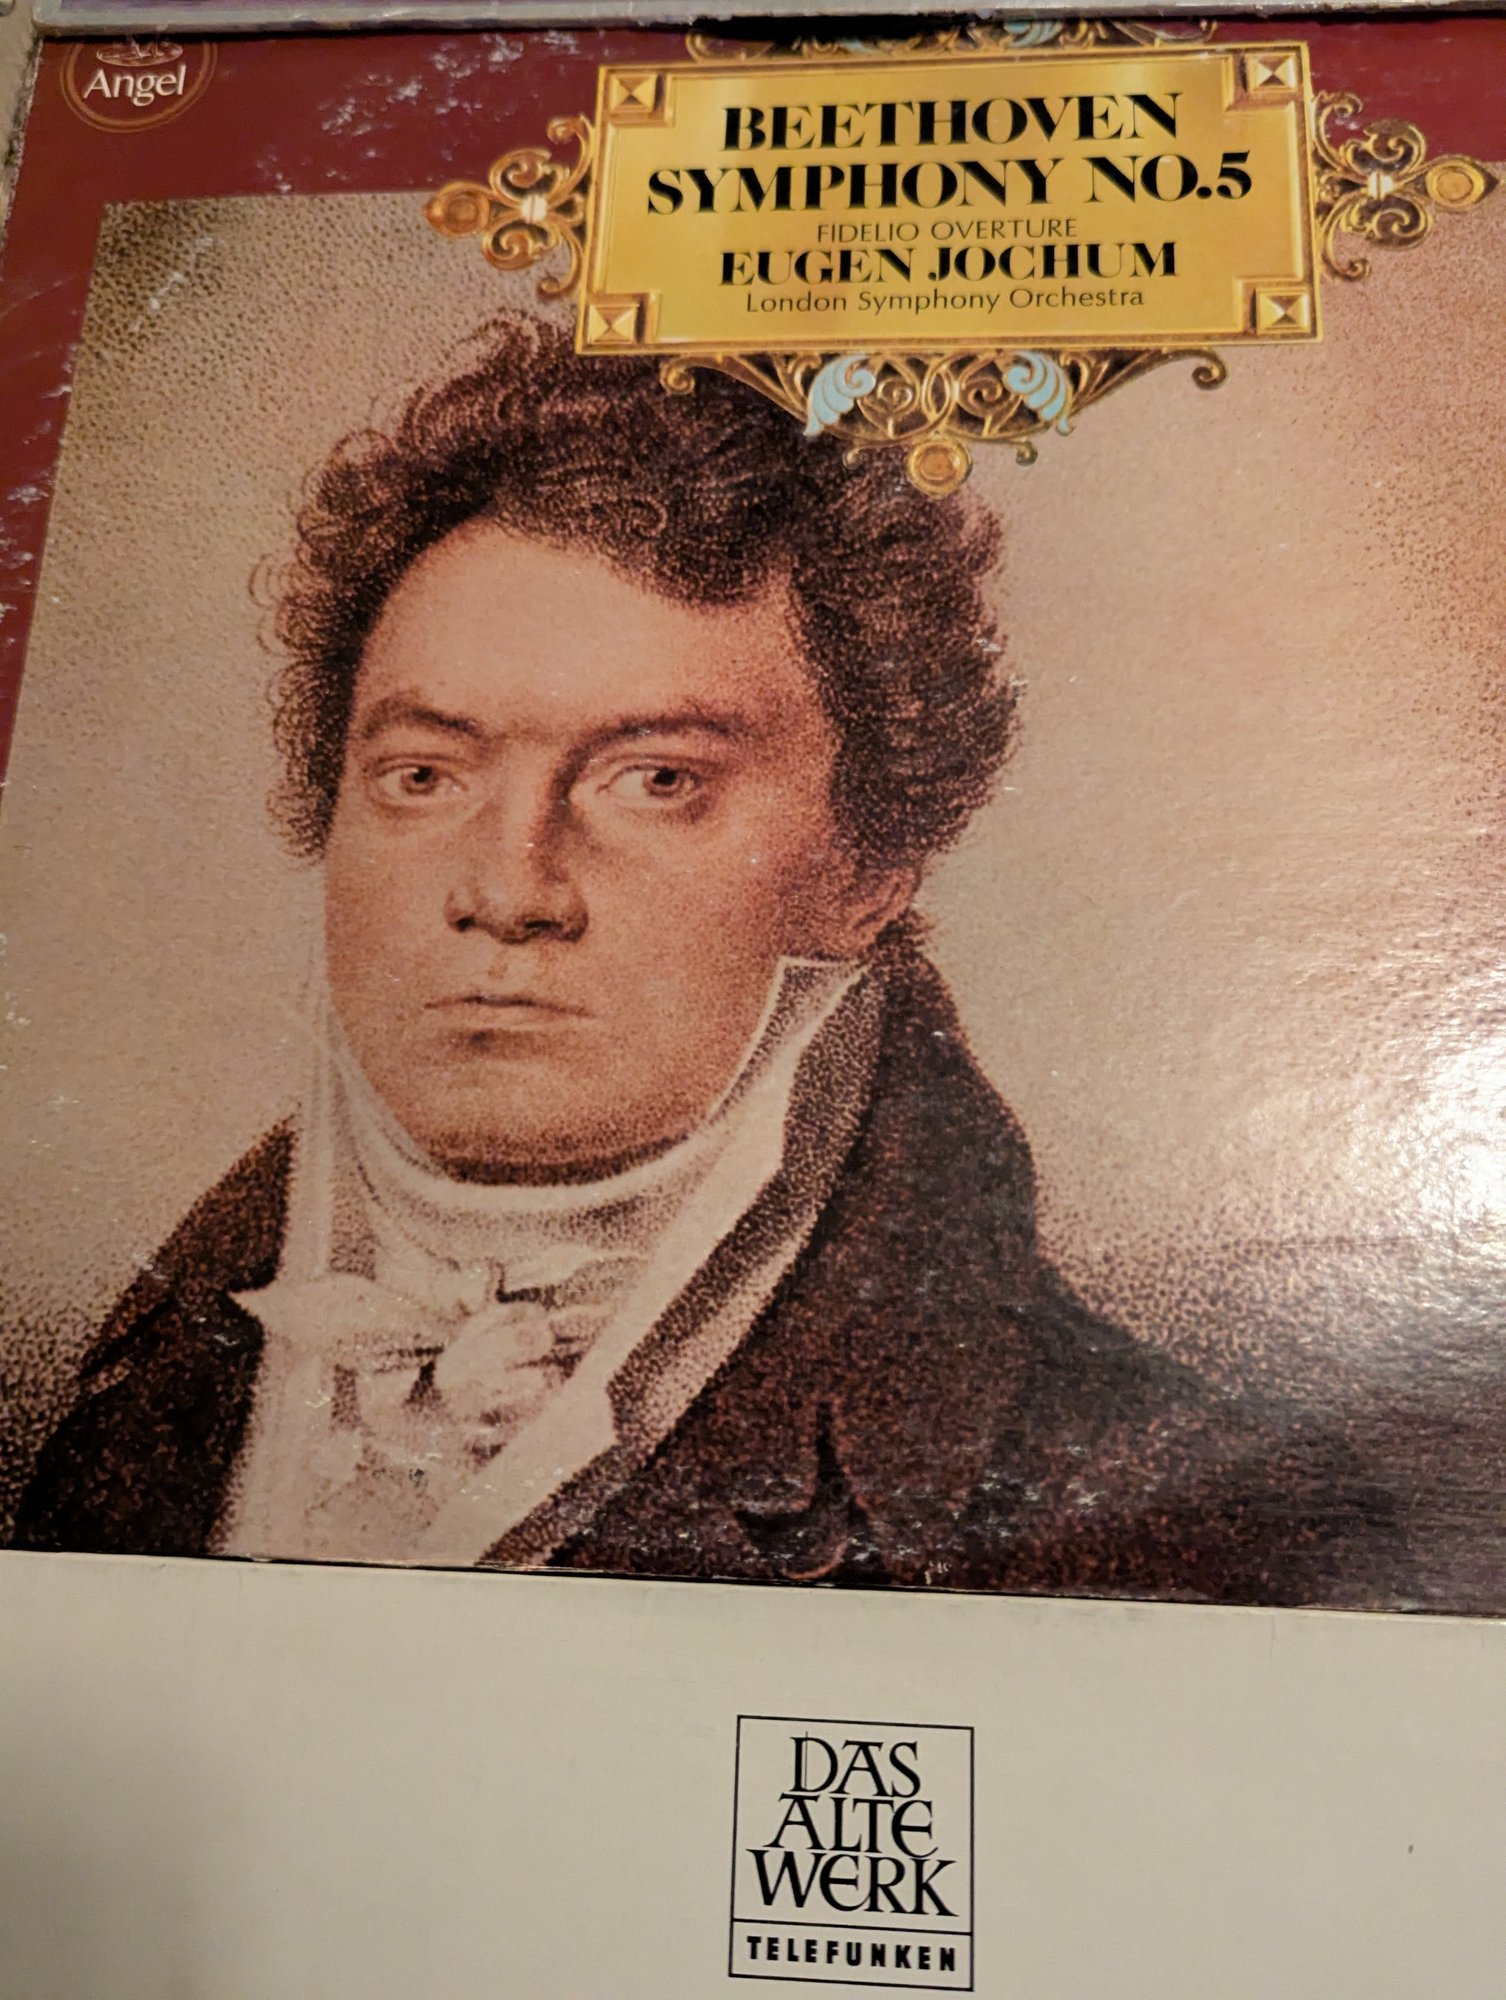 Angel
BEETHOVEN
SYMPHONY NO.5
FIDELIO OVERTURE
EUGEN JOCHUM
London Symphony Orchestra
DAS
ALTE
WERK
TELEFUNKEN